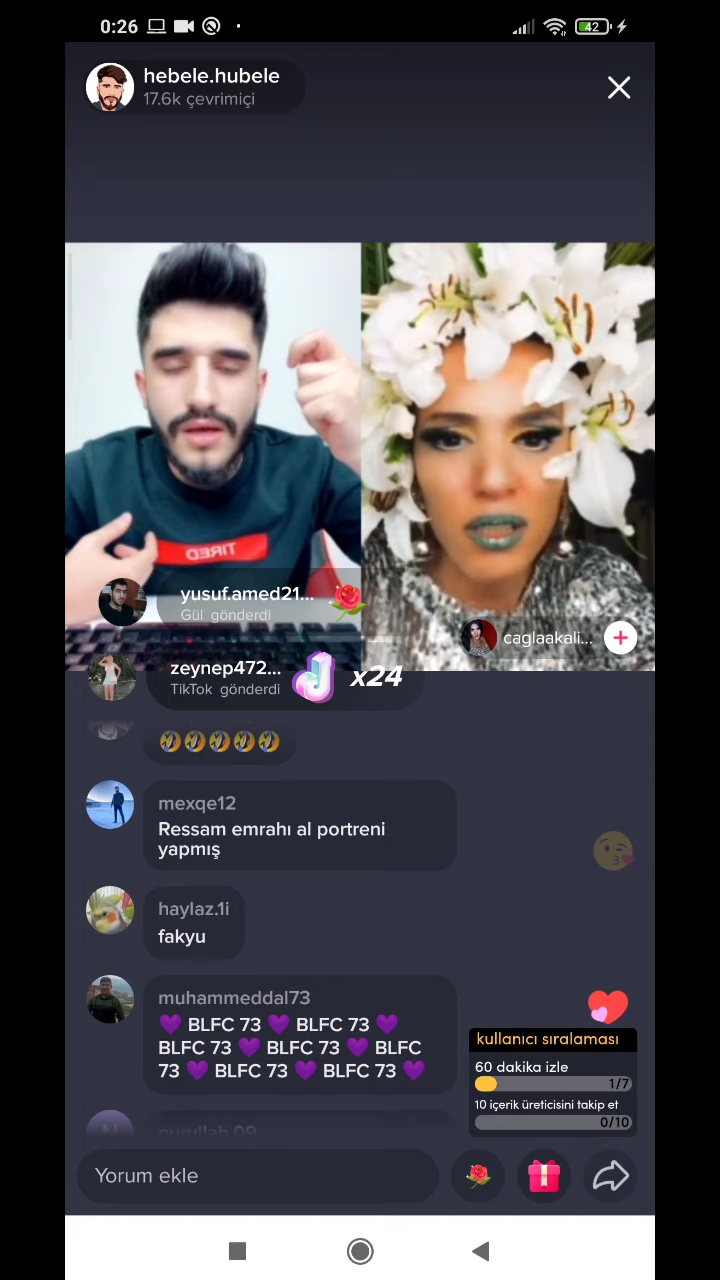 0:26
42
hebele.hubele
17.6k çevrimiçi
TIRED
yusuf.amed21...
Gül gönderdi
caglaakali...
zeynep472...
TikTok gönderdi
x24
mexqe12
Ressam emrahı al portreni
yapmış
haylaz.1i
fakyu
muhammeddal73
💜 BLFC 73 💜 BLFC 73 💜
BLFC 73 💜 BLFC 73 💜 BLFC
73 💜 BLFC 73 💜 BLFC 73 💜
kullanıcı sıralaması
60 dakika izle
1/7
10 içerik üreticisini takip et
0/10
N
nurullah.09
Yorum ekle